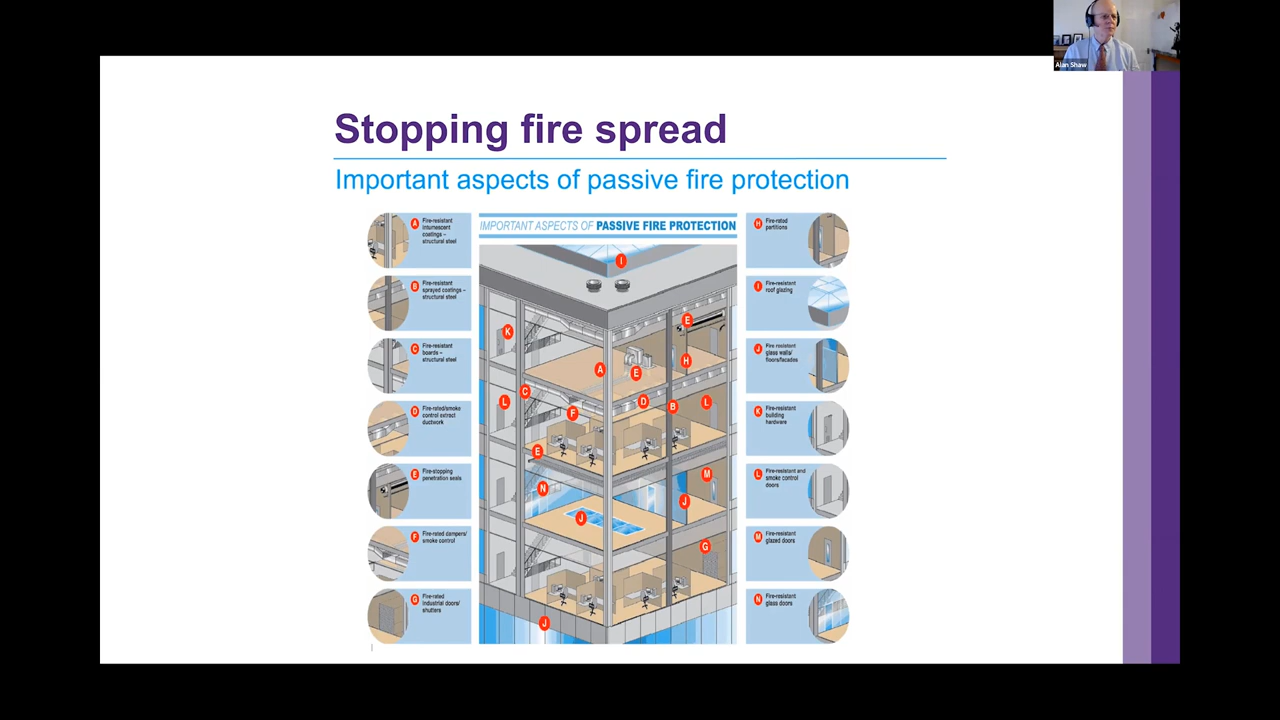 Alan Shaw
Stopping fire spread
Important aspects of passive fire protection
IMPORTANT ASPECTS OF PASSIVE FIRE PROTECTION
A
Fire-resistant
intumescent
coatings –
structural steel
B
Fire-resistant
sprayed coatings –
structural steel
C
Fire-resistant
boards –
structural steel
D
Fire-rated/smoke
control extract
ductwork
E
Fire-stopping
penetration seals
F
Fire-rated dampers/
smoke control
G
Fire-rated
industrial doors/
shutters
I
E
K
H
A
E
C
D
L
B
L
F
E
M
N
J
J
G
J
H
Fire-rated
partitions
I
Fire-resistant
roof glazing
J
Fire resistant
glass walls/
floors/facades
K
Fire-resistant
building
hardware
L
Fire-resistant and
smoke control
doors
M
Fire-resistant
glazed doors
N
Fire-resistant
glass doors